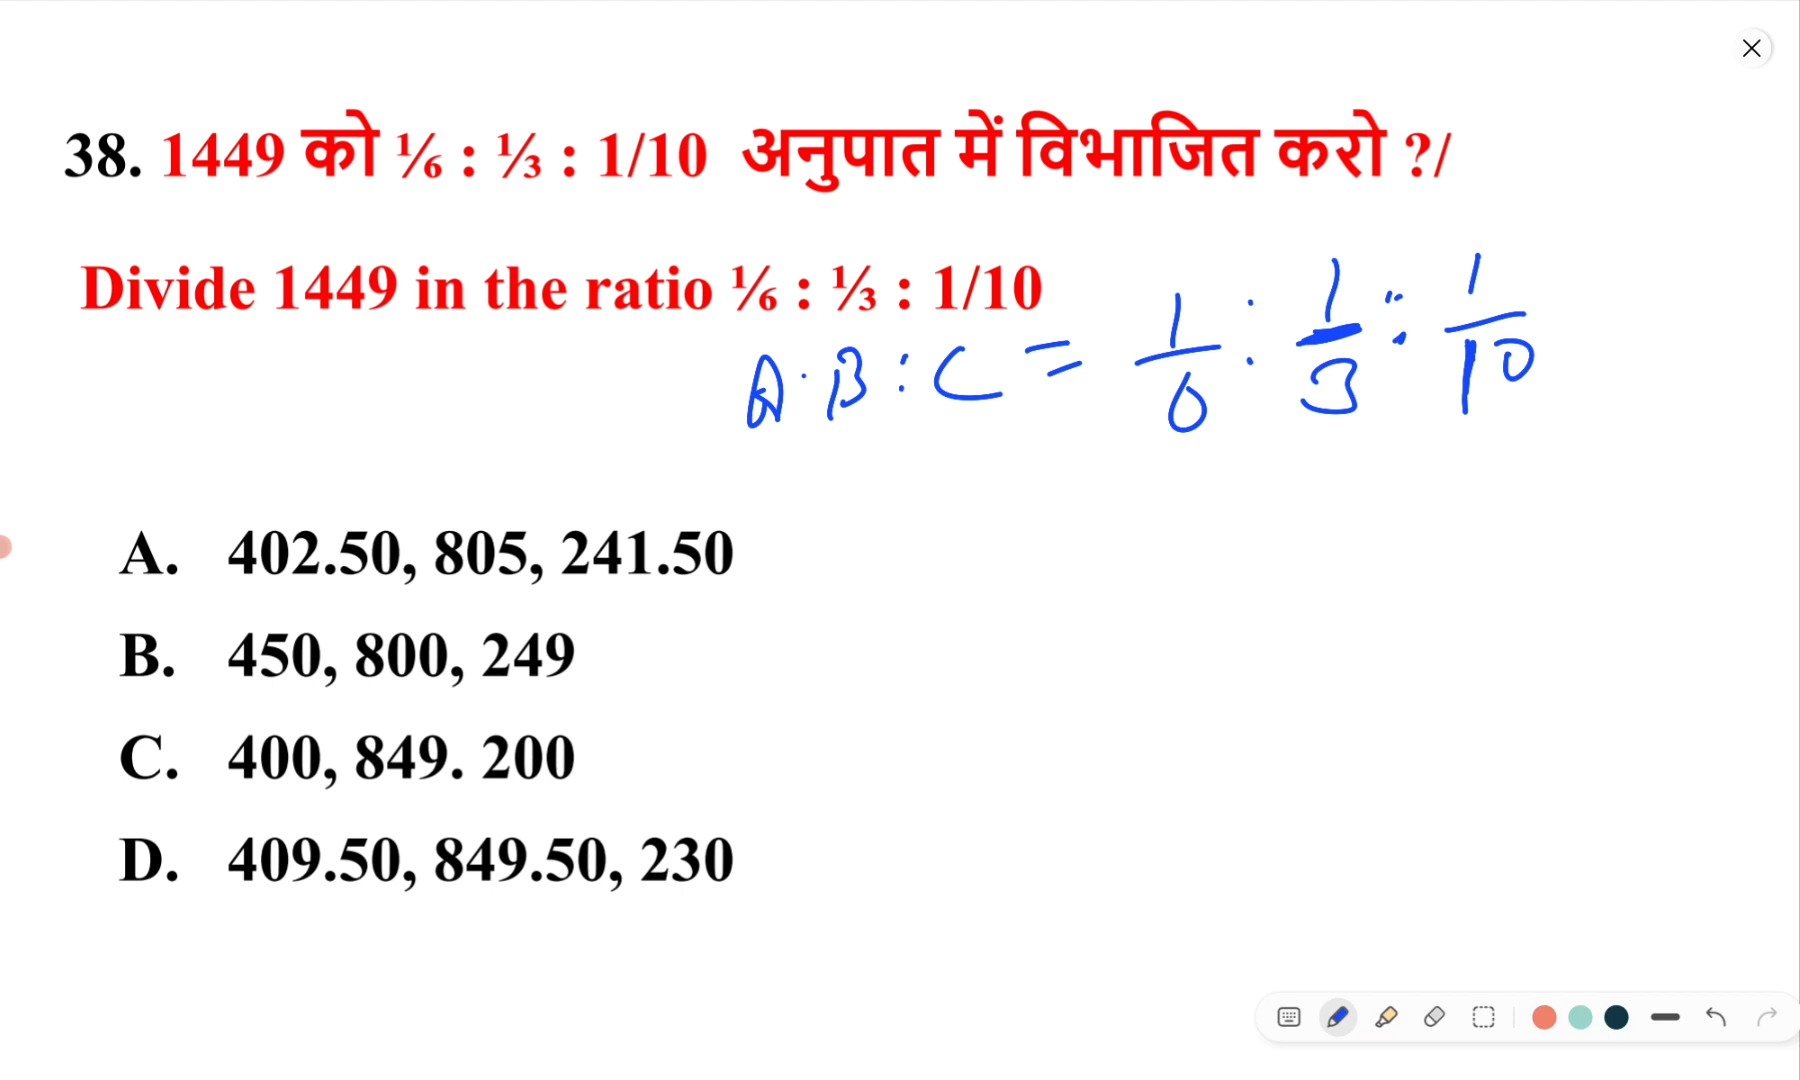 38. 1449 को ⅙ : ⅓ : 1/10 अनुपात में विभाजित करो ?/
Divide 1449 in the ratio ⅙ : ⅓ : 1/10
A : B : C = 1/6 : 1/3 : 1/10
A. 402.50, 805, 241.50
B. 450, 800, 249
C. 400, 849. 200
D. 409.50, 849.50, 230